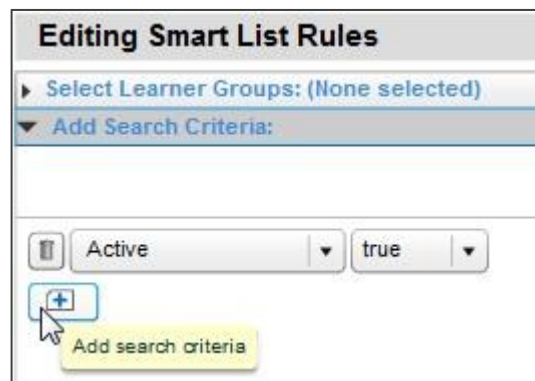 Editing Smart List Rules
Select Learner Groups: (None selected)
Add Search Criteria:
Active true
Add search criteria